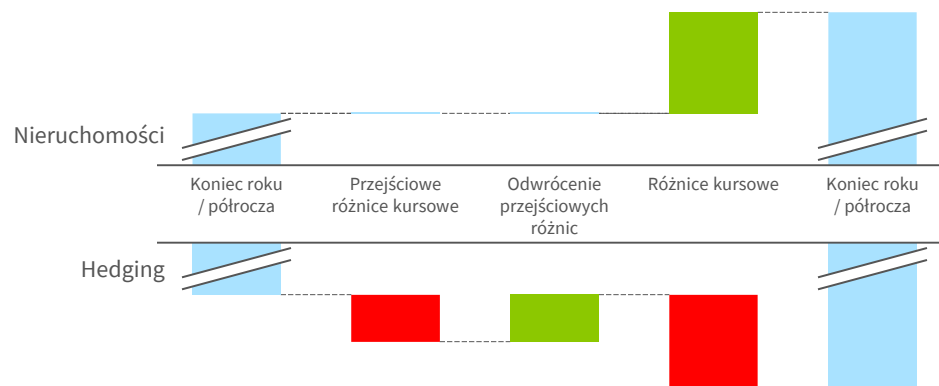 Nieruchomości
Koniec roku
/ półrocza
Przejściowe
różnice kursowe
Odwrócenie
przejściowych
różnic
Różnice kursowe
Koniec roku
/ półrocza
Hedging